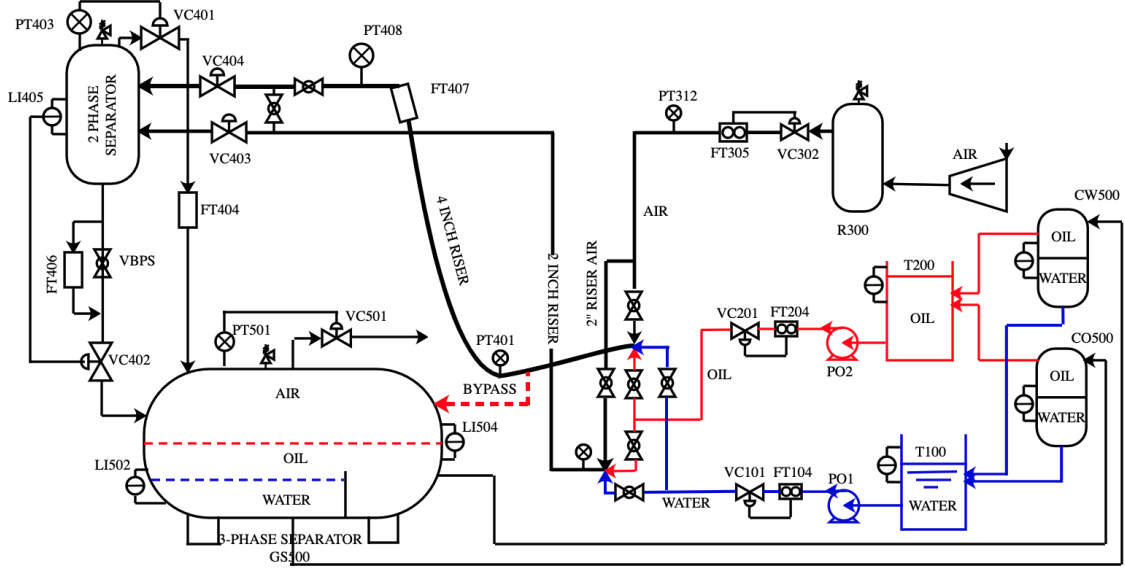 PT403
VC401
PT408
VC404
LI405
2 PHASE
SEPARATOR
FT407
PT312
VC403
FT305
VC302
AIR
CW500
FT404
4 INCH RISER
AIR
R300
OIL
WATER
FT406
VBPS
2" RISER AIR
2 INCH RISER
T200
OIL
VC201
FT204
PO2
OIL
PT501
VC501
PT401
VC402
BYPASS
CO500
OIL
WATER
AIR
LI504
OIL
LI502
WATER
VC101
FT104
PO1
WATER
T100
WATER
3-PHASE SEPARATOR
GS500